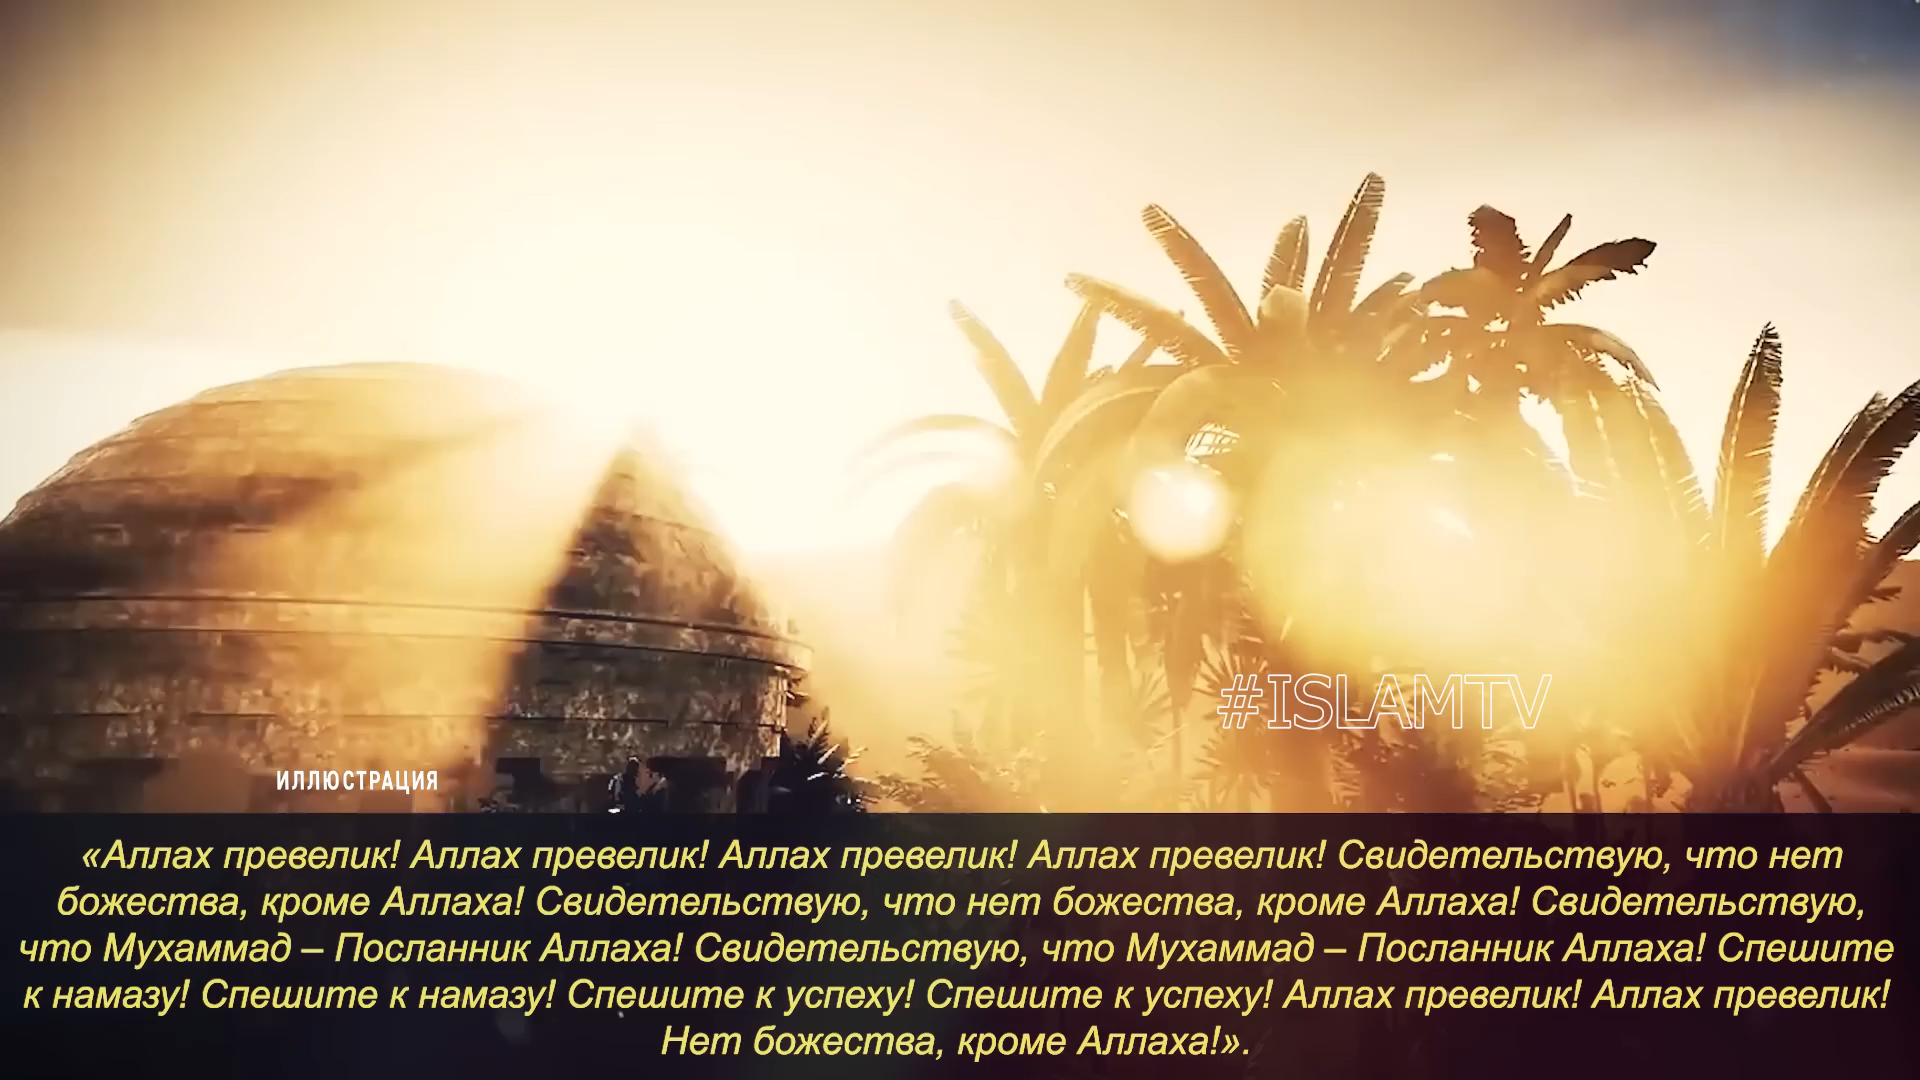 #ISLAMTV
ИЛЛЮСТРАЦИЯ
«Аллах превелик! Аллах превелик! Аллах превелик! Аллах превелик! Свидетельствую, что нет
божества, кроме Аллаха! Свидетельствую, что нет божества, кроме Аллаха! Свидетельствую,
что Мухаммад – Посланник Аллаха! Свидетельствую, что Мухаммад – Посланник Аллаха! Спешите
к намазу! Спешите к намазу! Спешите к успеху! Спешите к успеху! Аллах превелик! Аллах превелик!
Нет божества, кроме Аллаха!».